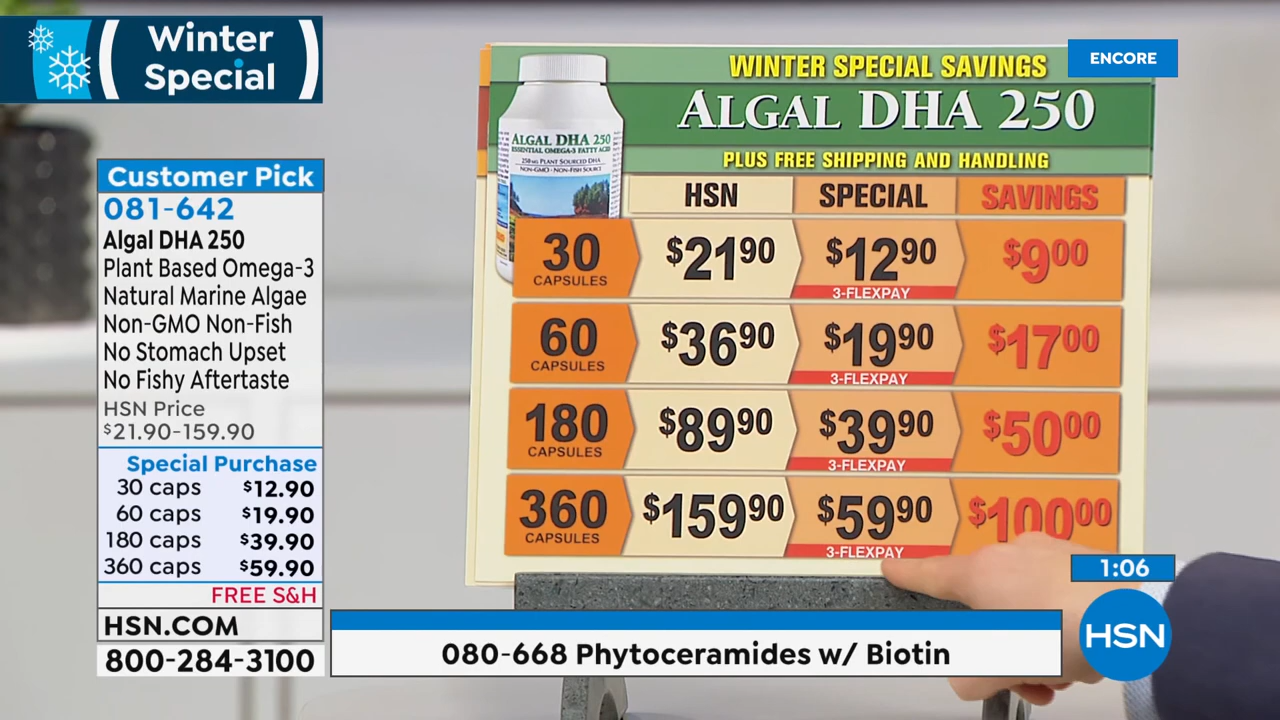 Winter
Special
ENCORE
Customer Pick
081-642
Algal DHA 250
Plant Based Omega-3
Natural Marine Algae
Non-GMO Non-Fish
No Stomach Upset
No Fishy Aftertaste
HSN Price
$21.90-159.90
Special Purchase
30 caps $12.90
60 caps $19.90
180 caps $39.90
360 caps $59.90
FREE S&H
HSN.COM
800-284-3100
WINTER SPECIAL SAVINGS
ALGAL DHA 250
PLUS FREE SHIPPING AND HANDLING
ALGAL DHA 250
ESSENTIAL OMEGA-3 FATTY ACID
250 MG PLANT SOURCED DHA
NON-GMO • NON-FISH SOURCE
HSN SPECIAL SAVINGS
30 CAPSULES $21.90 $12.90 $9.00
3-FLEXPAY
60 CAPSULES $36.90 $19.90 $17.00
3-FLEXPAY
180 CAPSULES $89.90 $39.90 $50.00
3-FLEXPAY
360 CAPSULES $159.90 $59.90 $100.00
3-FLEXPAY
1:06
HSN
080-668 Phytoceramides w/ Biotin